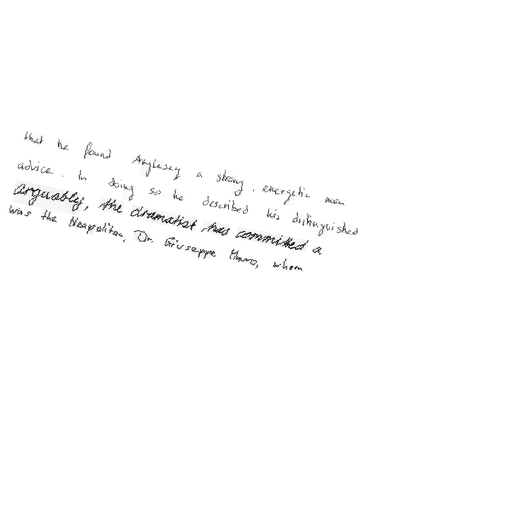 that he found Anglesey a strong, energetic man
advice. In doing so he described his distinguished
arguably, the dramatist has committed a
was the Neapolitan, Dr. Giuseppe whom